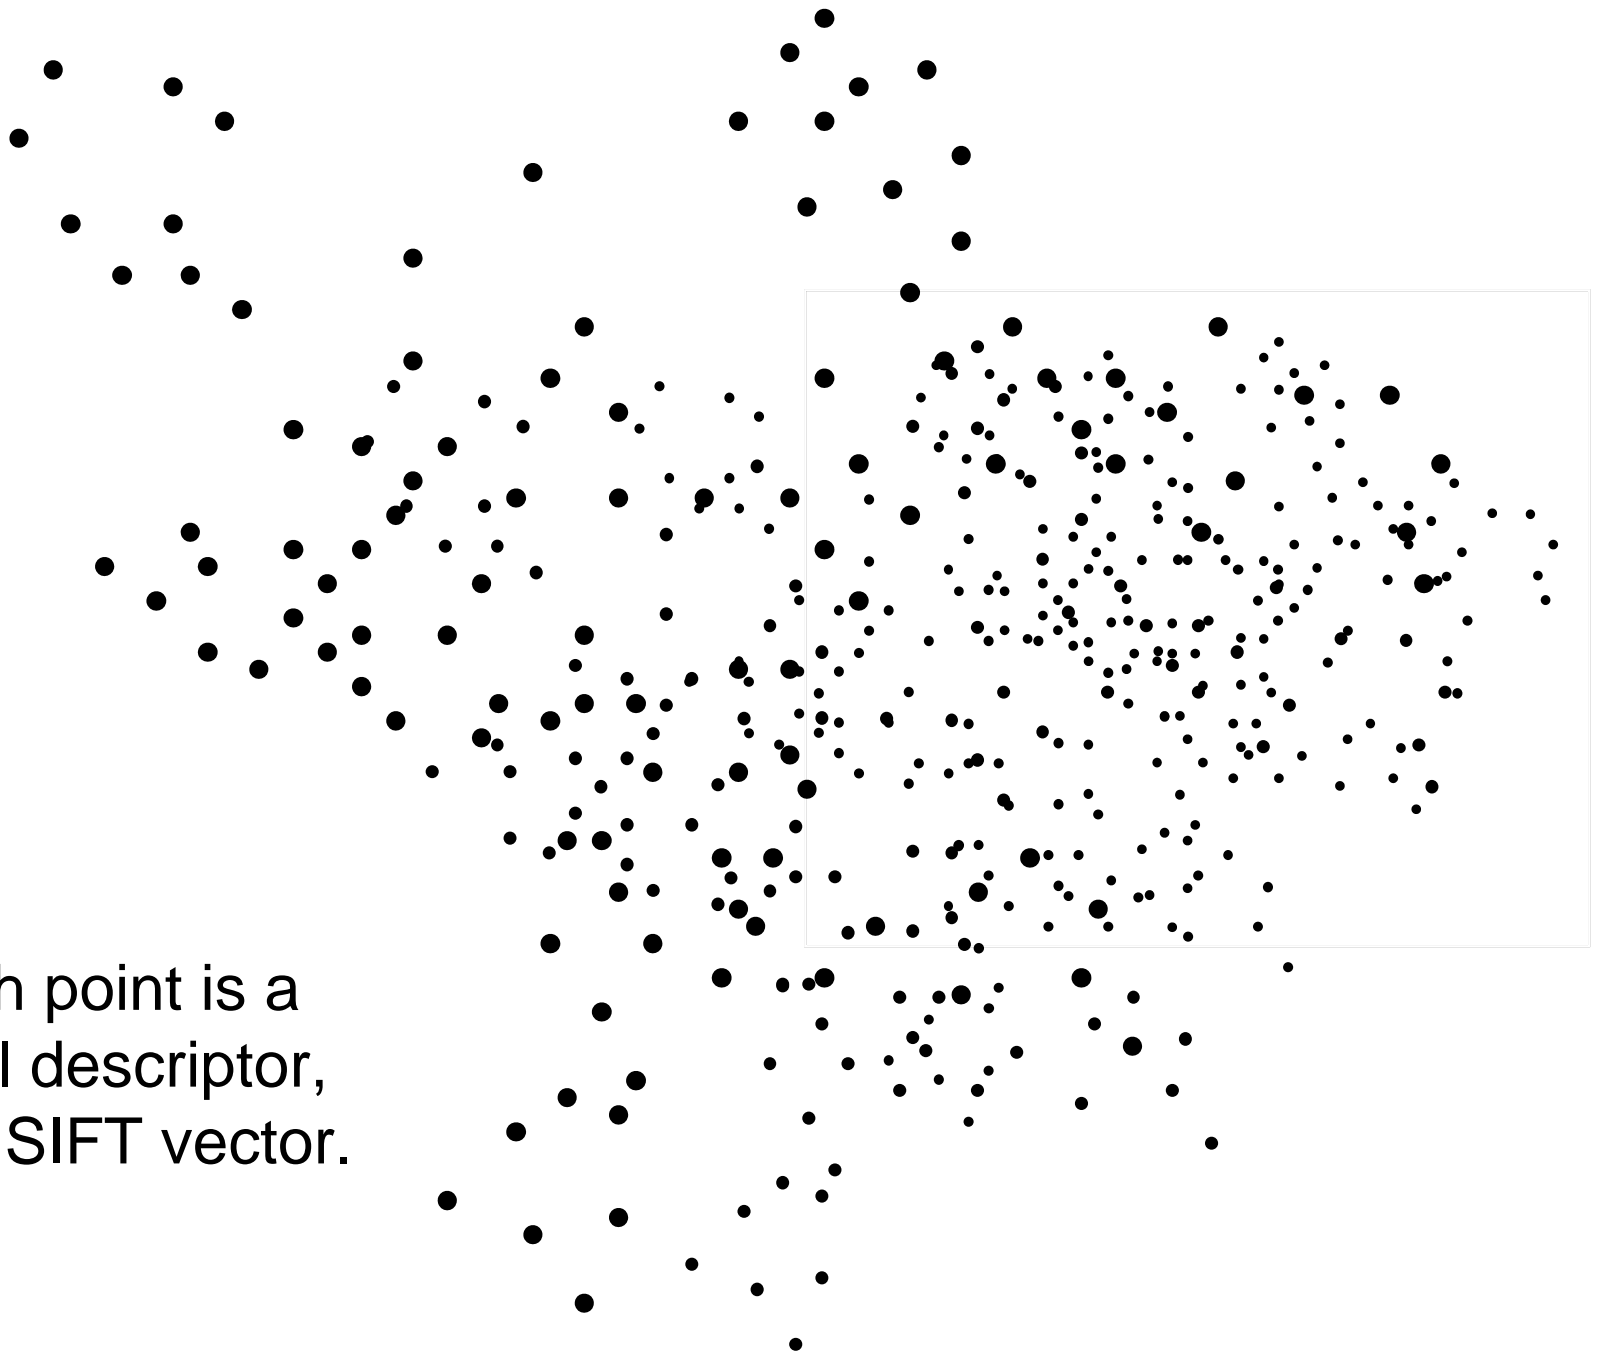 h point is a
l descriptor,
SIFT vector.